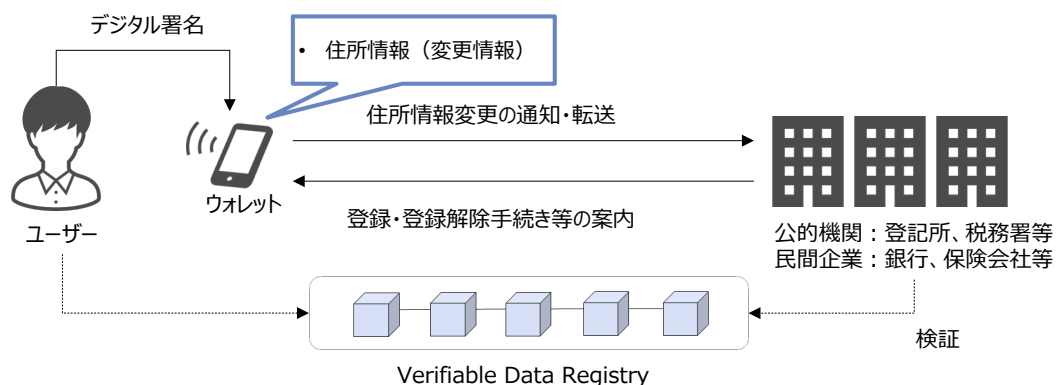 デジタル署名
• 住所情報（変更情報）
住所情報変更の通知・転送
ウォレット
登録・登録解除手続き等の案内
ユーザー
公的機関：登記所、税務署等
民間企業：銀行、保険会社等
検証
Verifiable Data Registry